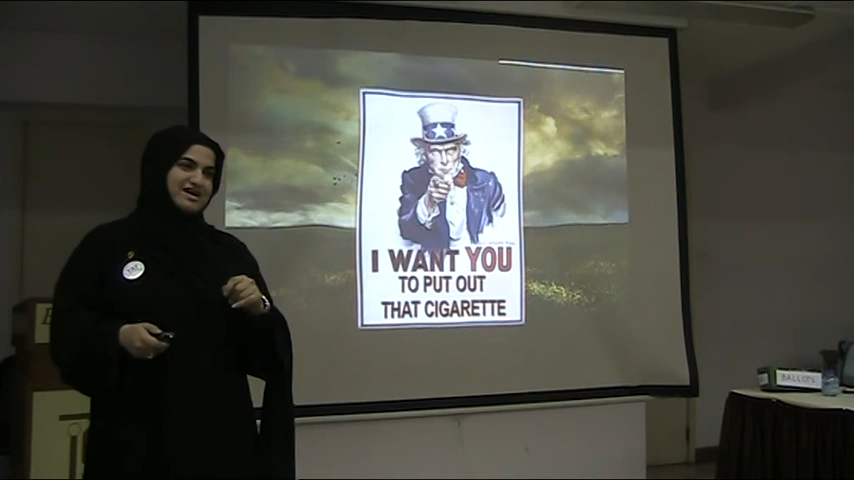 I WANT YOU
TO PUT OUT
THAT CIGARETTE
BALLOTS